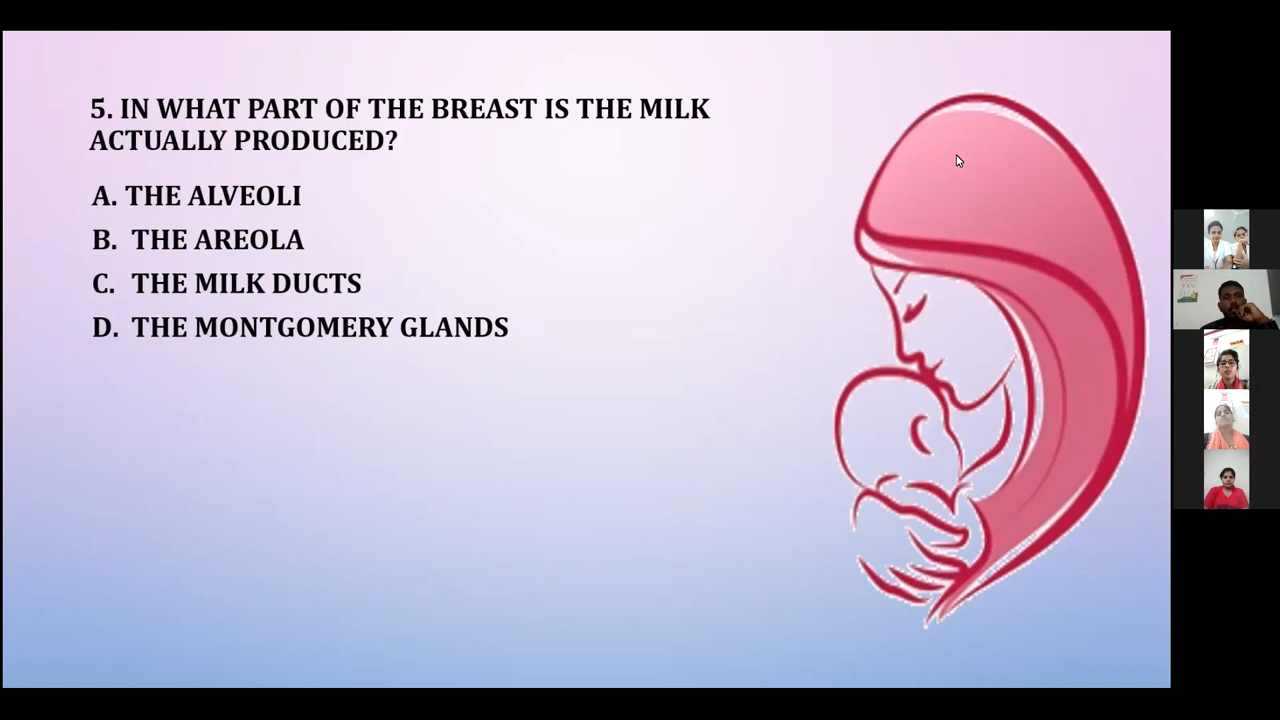 5. IN WHAT PART OF THE BREAST IS THE MILK
ACTUALLY PRODUCED?
A. THE ALVEOLI
B. THE AREOLA
C. THE MILK DUCTS
D. THE MONTGOMERY GLANDS